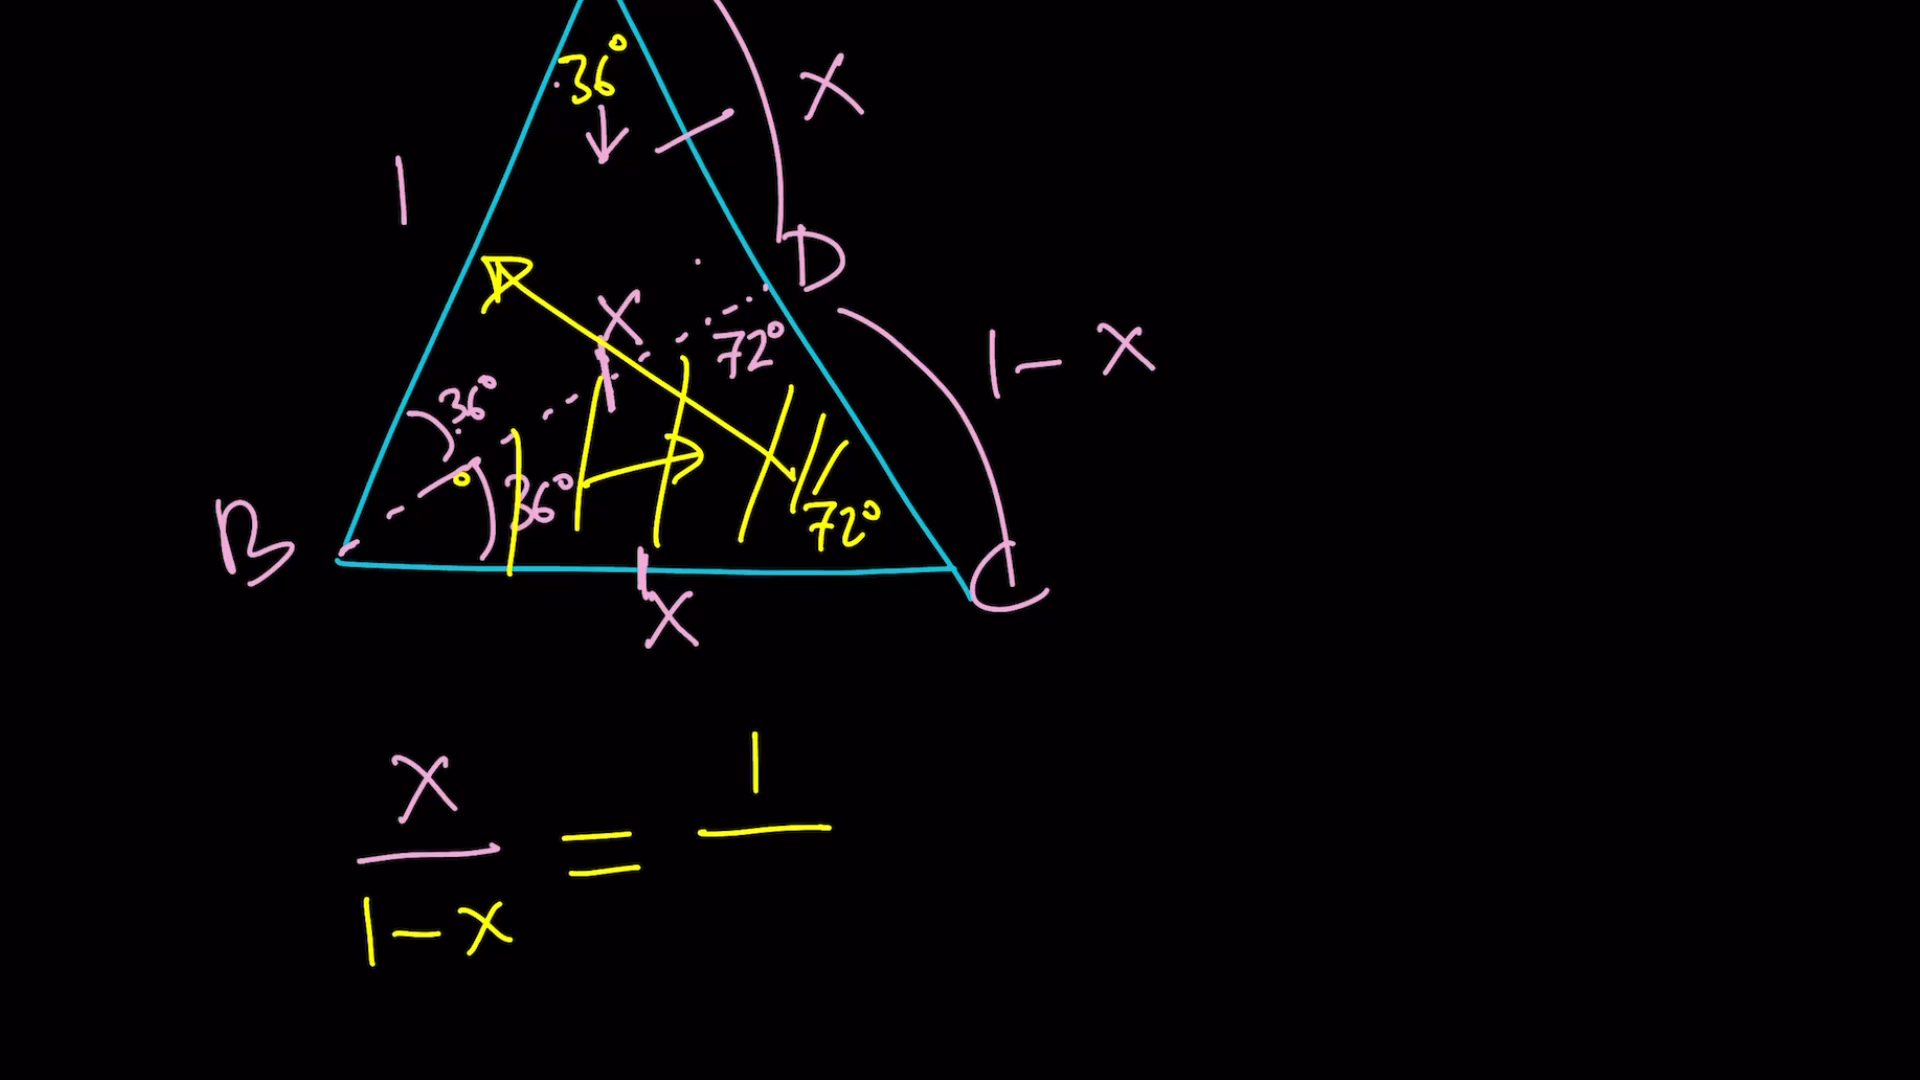 36°
x
1
D
x
72°
1 - x
36°
36°
72°
B
C
x
x / 1 - x = 1 /